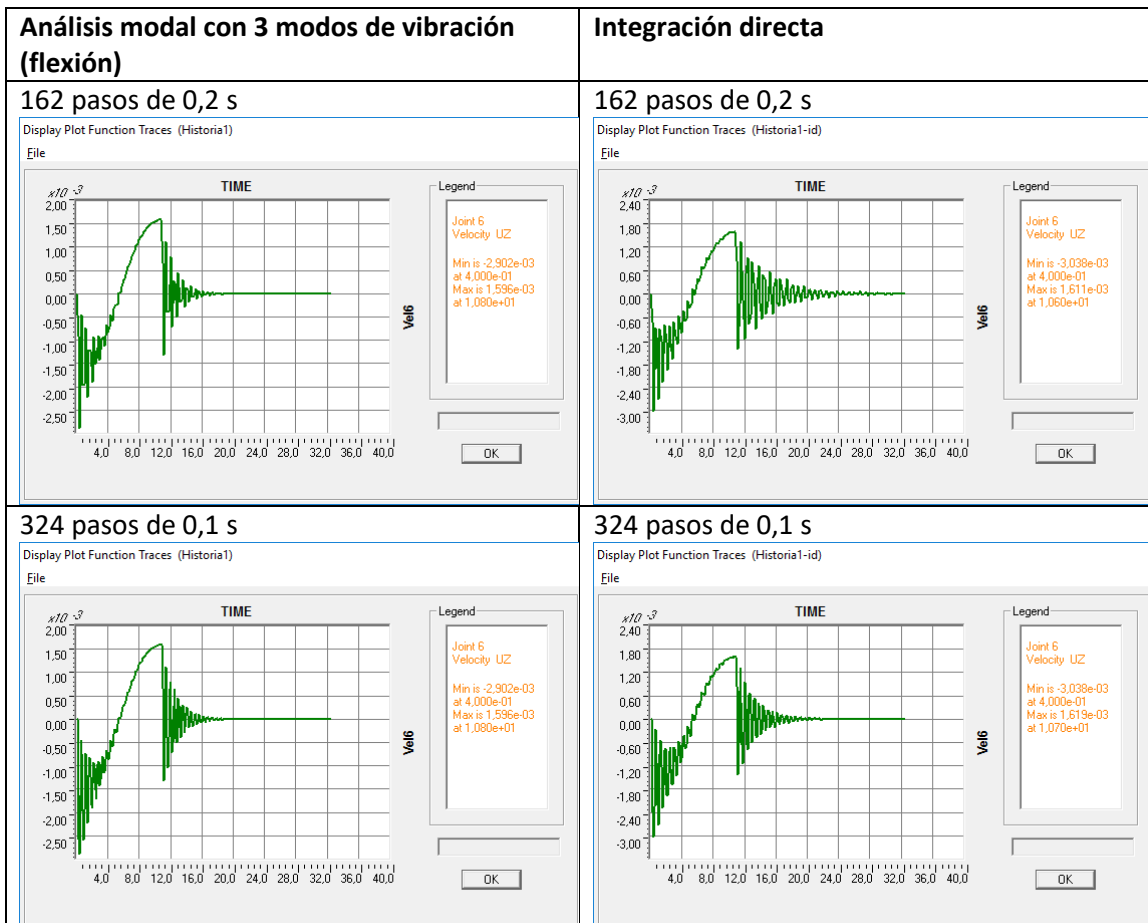 Análisis modal con 3 modos de vibración
(flexión)
Integración directa
162 pasos de 0,2 s
Display Plot Function Traces (Historia1)
File
TIME
x10 -3
2,00
1,50
1,00
0,50
0,00
-0,50
-1,00
-1,50
-2,00
-2,50
4,0 8,0 12,0 16,0 20,0 24,0 28,0 32,0 36,0 40,0
Vel6
Legend
Joint 6
Velocity UZ
Min is -2,902e-03
at 4,000e-01
Max is 1,596e-03
at 1,080e+01
OK
162 pasos de 0,2 s
Display Plot Function Traces (Historia1-id)
File
TIME
x10 -3
2,40
1,80
1,20
0,60
0,00
-0,60
-1,20
-1,80
-2,40
-3,00
4,0 8,0 12,0 16,0 20,0 24,0 28,0 32,0 36,0 40,0
Vel6
Legend
Joint 6
Velocity UZ
Min is -3,038e-03
at 4,000e-01
Max is 1,611e-03
at 1,060e+01
OK
324 pasos de 0,1 s
Display Plot Function Traces (Historia1)
File
TIME
x10 -3
2,00
1,50
1,00
0,50
0,00
-0,50
-1,00
-1,50
-2,00
-2,50
4,0 8,0 12,0 16,0 20,0 24,0 28,0 32,0 36,0 40,0
Vel6
Legend
Joint 6
Velocity UZ
Min is -2,902e-03
at 4,000e-01
Max is 1,596e-03
at 1,080e+01
OK
324 pasos de 0,1 s
Display Plot Function Traces (Historia1-id)
File
TIME
x10 -3
2,40
1,80
1,20
0,60
0,00
-0,60
-1,20
-1,80
-2,40
-3,00
4,0 8,0 12,0 16,0 20,0 24,0 28,0 32,0 36,0 40,0
Vel6
Legend
Joint 6
Velocity UZ
Min is -3,038e-03
at 4,000e-01
Max is 1,619e-03
at 1,070e+01
OK